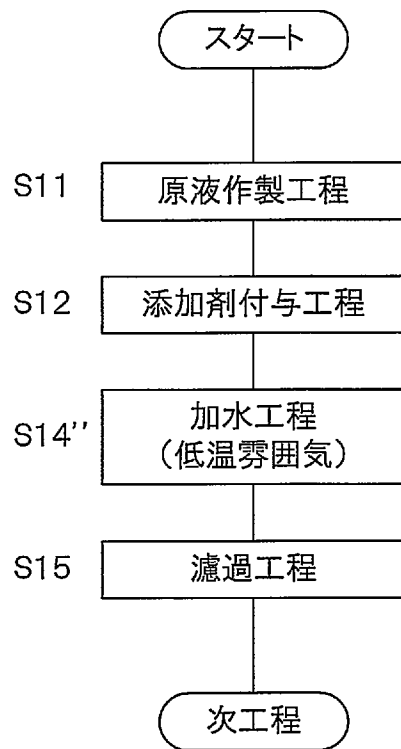 スタート
S11 原液作製工程
S12 添加剤付与工程
S14'' 加水工程
（低温雰囲気）
S15 濾過工程
次工程